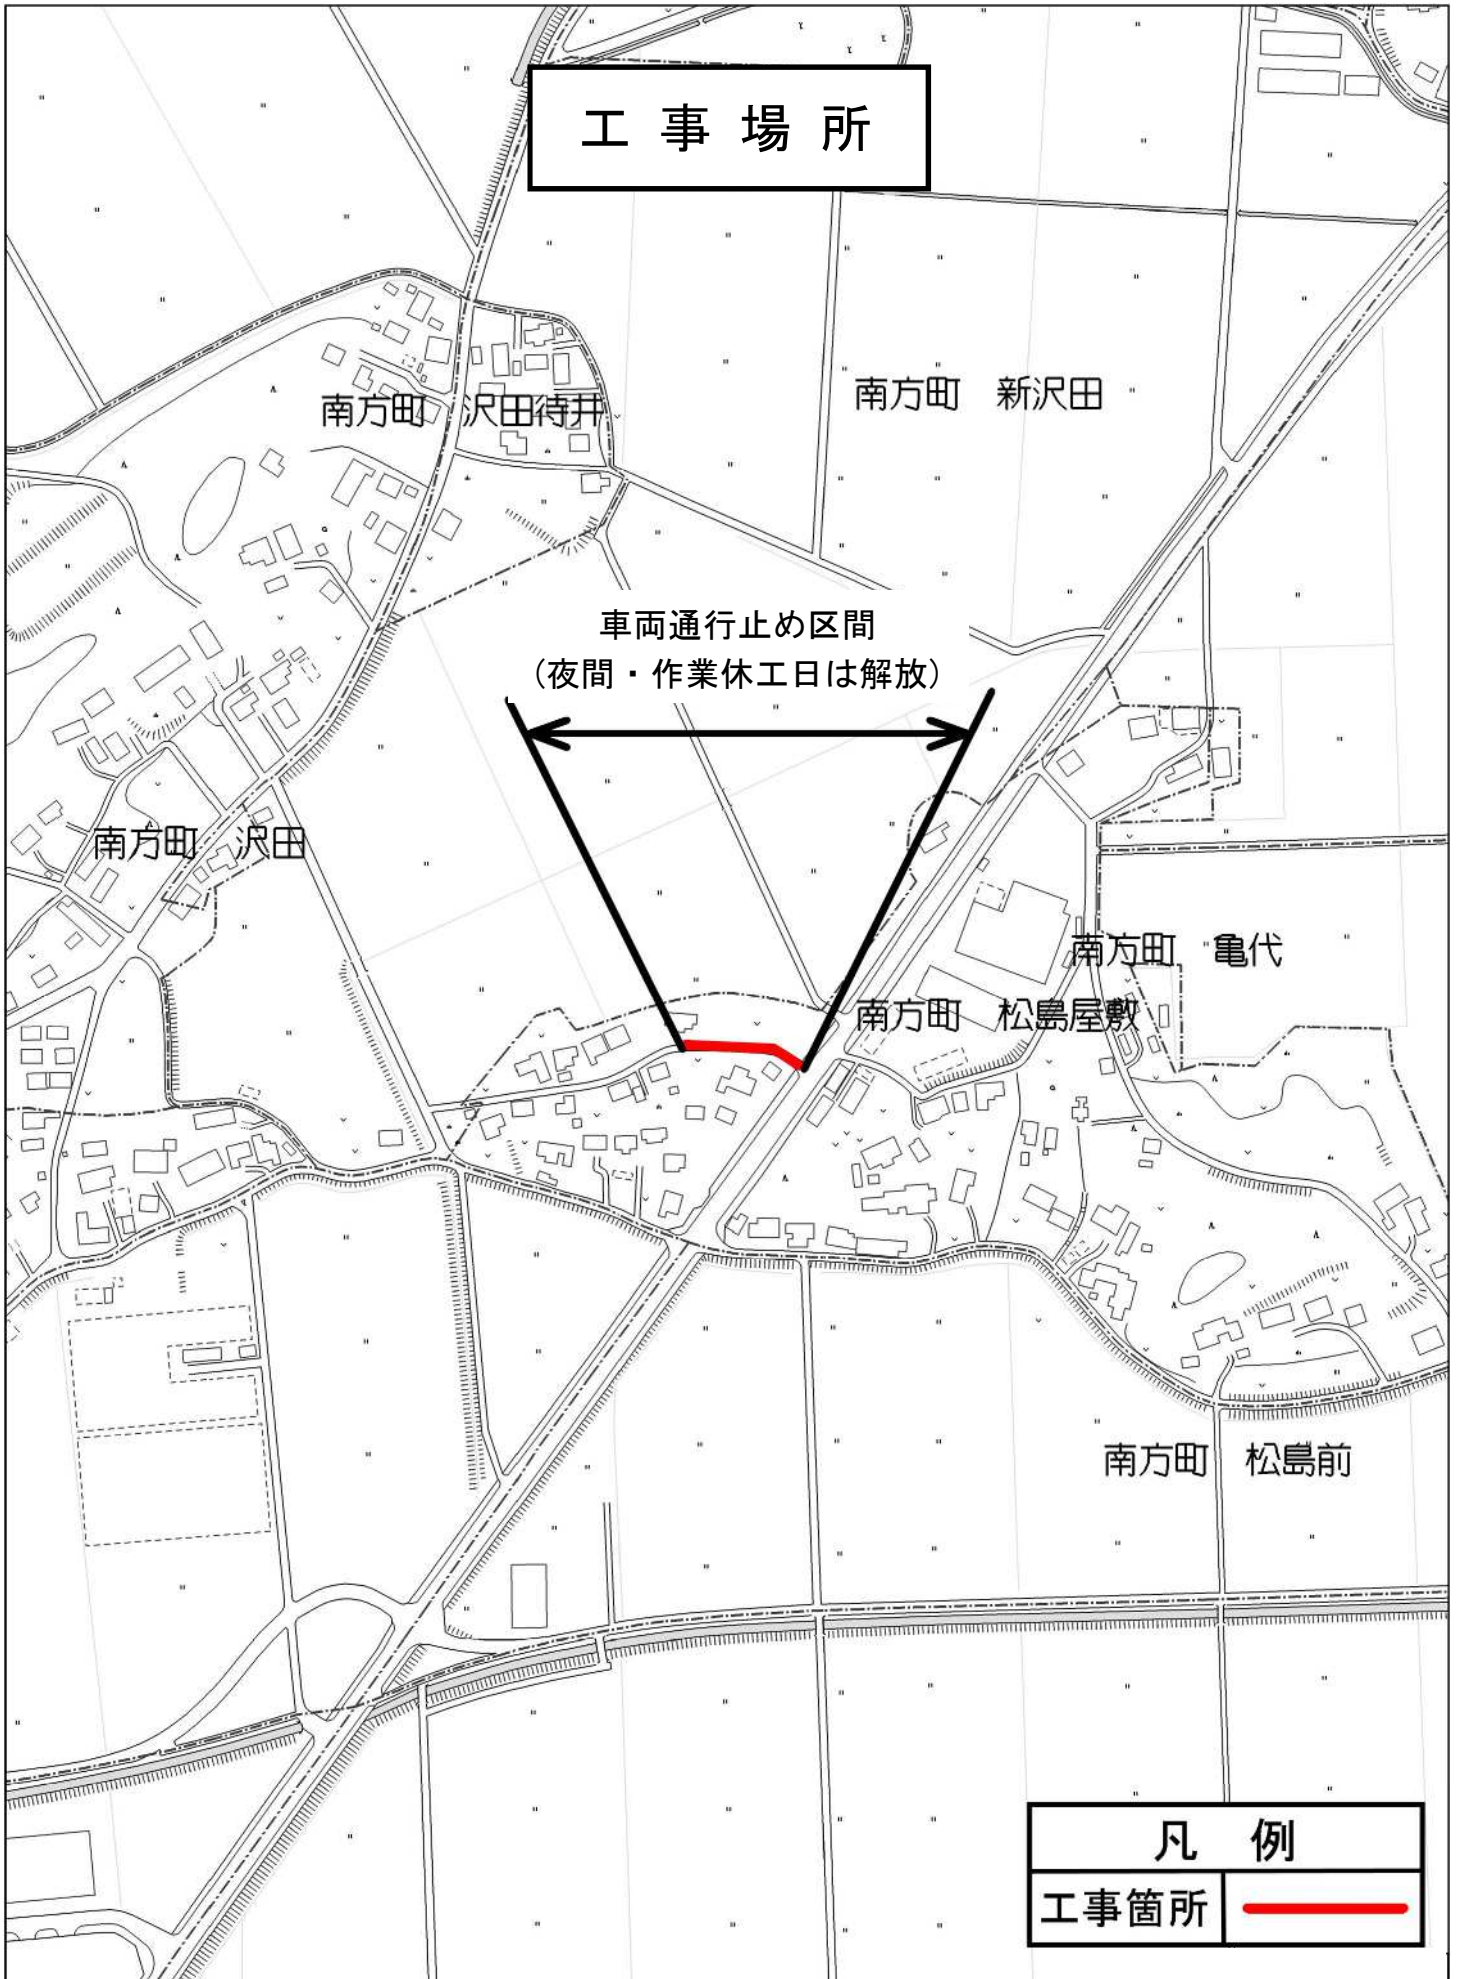 工事場所
南方町 沢田待井
南方町 新沢田
車両通行止め区間
(夜間・作業休工日は解放)
南方町 沢田
南方町 亀代
南方町 松島屋敷
南方町 松島前
凡 例
工事箇所